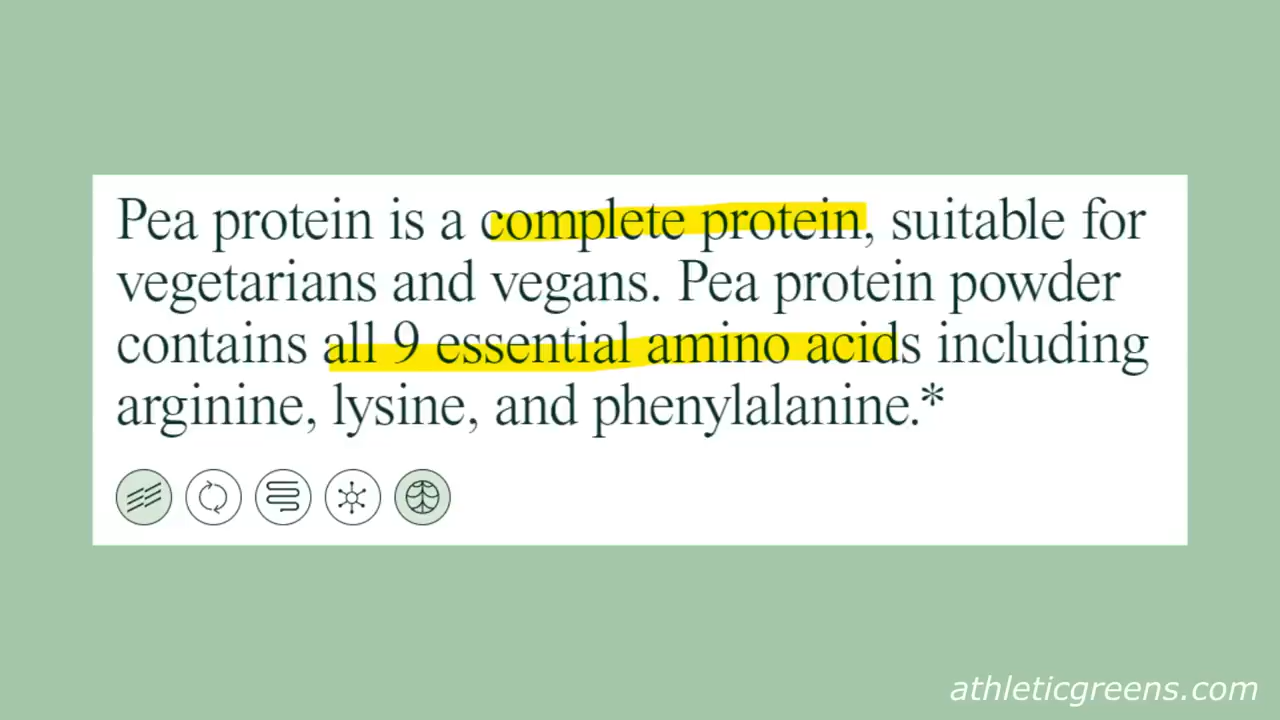 Pea protein is a complete protein, suitable for
vegetarians and vegans. Pea protein powder
contains all 9 essential amino acids including
arginine, lysine, and phenylalanine.*
athleticgreens.com